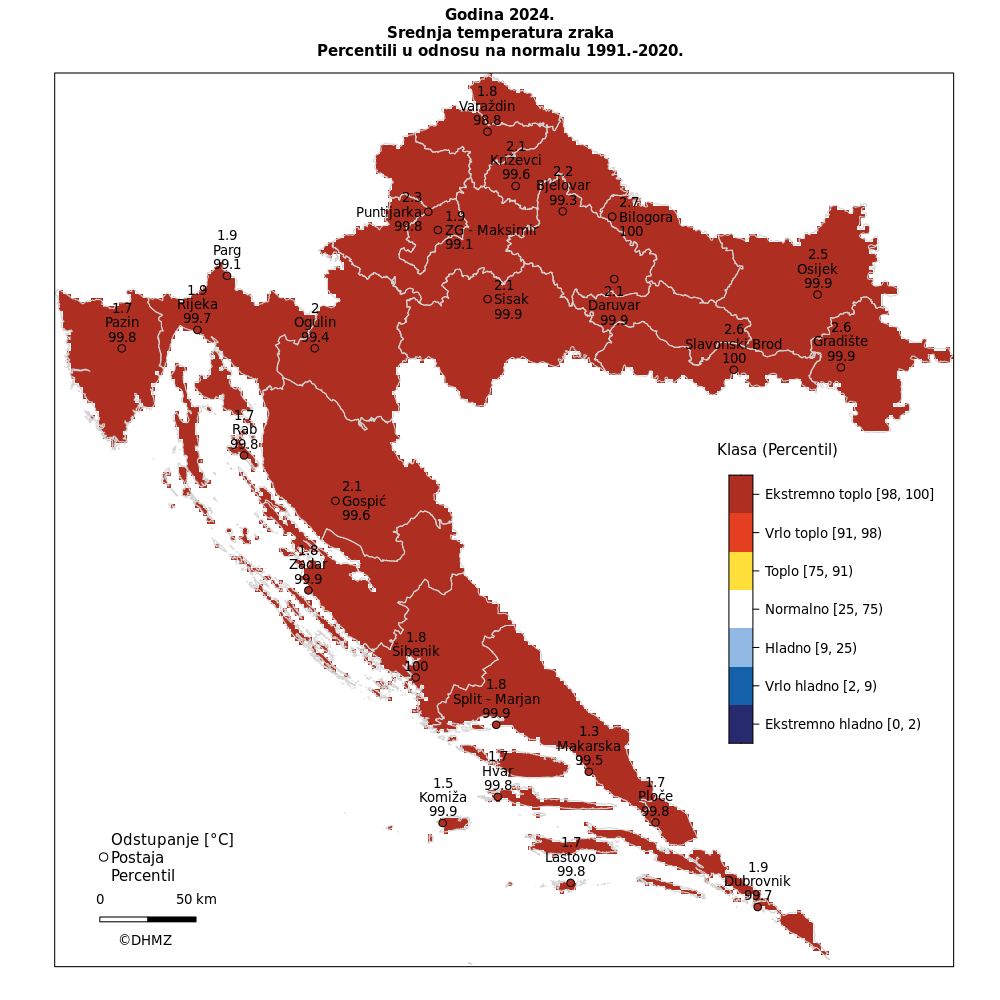 Godina 2024.
Srednja temperatura zraka
Percentili u odnosu na normalu 1991.-2020.
1.8
Varaždin
98.8
2.1
Križevci
99.6
2.2
Bjelovar
99.3
2.3
Puntijarka
99.8
2.7
Bilogora
100
1.9
ZG - Maksimir
99.1
1.9
Parg
99.1
2.5
Osijek
99.9
2.1
Sisak
99.9
2.1
Daruvar
99.9
1.9
Rijeka
99.7
1.7
Pazin
99.8
2
Ogulin
99.4
2.6
Slavonski Brod
100
2.6
Gradište
99.9
1.7
Rab
99.8
2.1
Gospić
99.6
1.8
Zadar
99.9
1.8
Šibenik
100
1.8
Split - Marjan
99.9
1.3
Makarska
99.5
1.7
Hvar
99.8
1.5
Komiža
99.9
1.7
Ploče
99.8
1.7
Lastovo
99.8
1.9
Dubrovnik
99.7
Klasa (Percentil)
Ekstremno toplo [98, 100]
Vrlo toplo [91, 98)
Toplo [75, 91)
Normalno [25, 75)
Hladno [9, 25)
Vrlo hladno [2, 9)
Ekstremno hladno [0, 2)
Odstupanje [°C]
Postaja
Percentil
0 50 km
©DHMZ